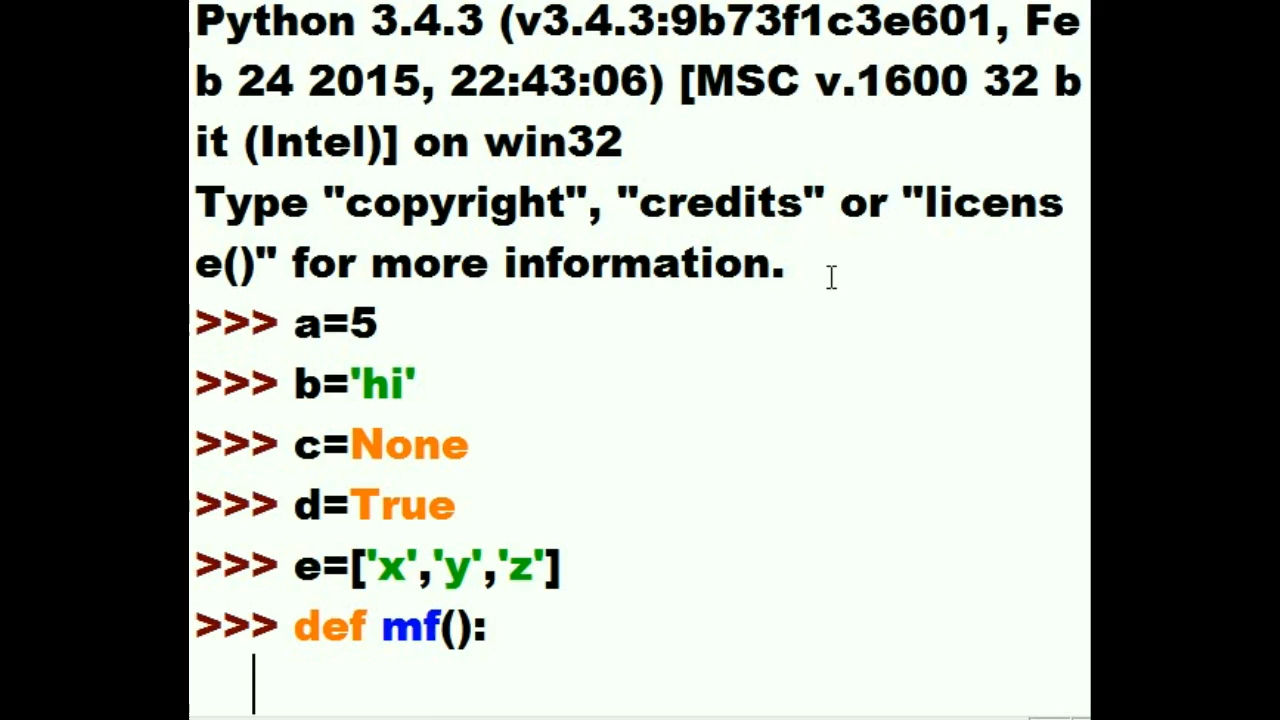 Python 3.4.3 (v3.4.3:9b73f1c3e601, Fe
b 24 2015, 22:43:06) [MSC v.1600 32 b
it (Intel)] on win32
Type "copyright", "credits" or "licens
e()" for more information.
>>> a=5
>>> b='hi'
>>> c=None
>>> d=True
>>> e=['x','y','z']
>>> def mf():